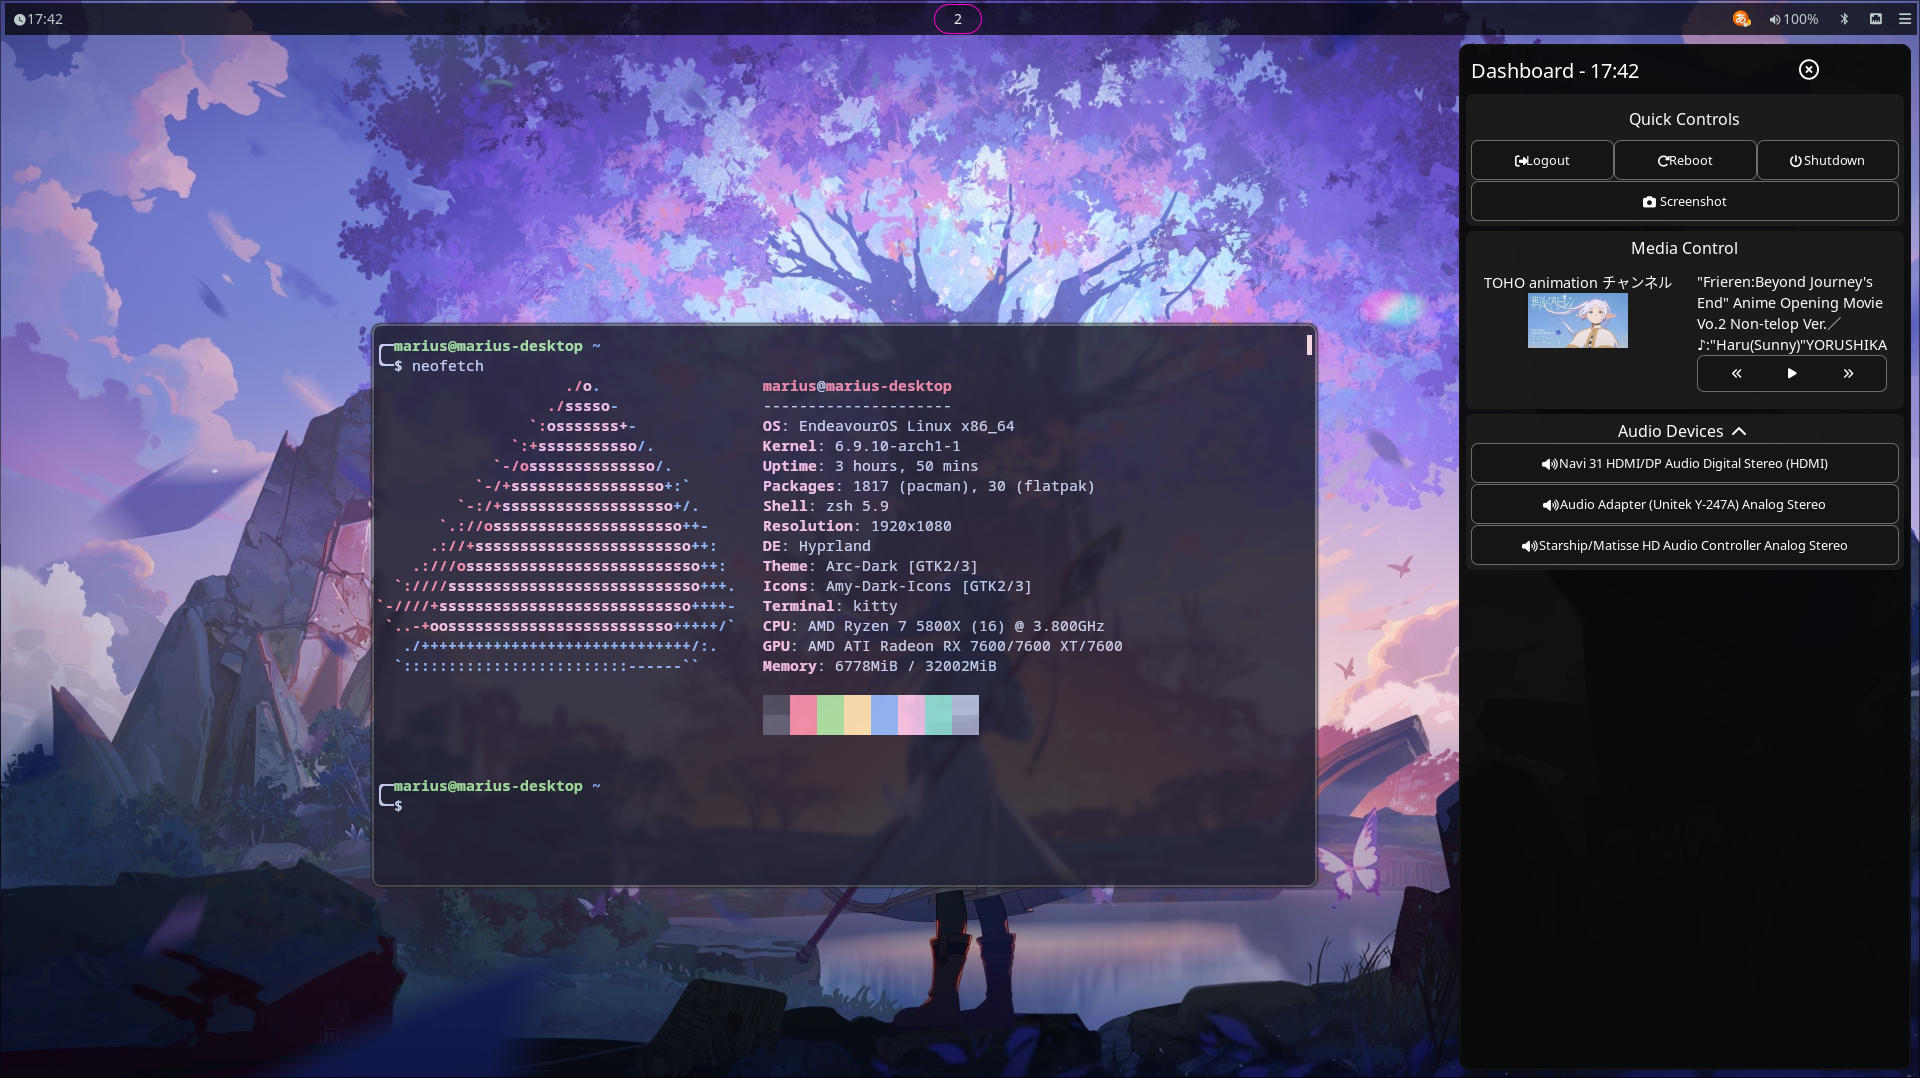 17:42
2
あ
100%
marius@marius-desktop ~
$ neofetch
./o.
./sssso-
`:osssssss+-
`:+sssssssssso/.
`-/ossssssssssssso/.
`-/+sssssssssssssssso+:`
`-:/+sssssssssssssssssso+/.
`.://osssssssssssssssssssso++-
.://+ssssssssssssssssssssssso++:
.:///ossssssssssssssssssssssssso++:
`:////ssssssssssssssssssssssssssso+++.
`-////+ssssssssssssssssssssssssssso++++-
`..-+oosssssssssssssssssssssssso+++++/`
./++++++++++++++++++++++++++++++/:.
`:::::::::::::::::::::::::------``
marius@marius-desktop
---------------------
OS: EndeavourOS Linux x86_64
Kernel: 6.9.10-arch1-1
Uptime: 3 hours, 50 mins
Packages: 1817 (pacman), 30 (flatpak)
Shell: zsh 5.9
Resolution: 1920x1080
DE: Hyprland
Theme: Arc-Dark [GTK2/3]
Icons: Amy-Dark-Icons [GTK2/3]
Terminal: kitty
CPU: AMD Ryzen 7 5800X (16) @ 3.800GHz
GPU: AMD ATI Radeon RX 7600/7600 XT/7600
Memory: 6778MiB / 32002MiB
marius@marius-desktop ~
$
Dashboard - 17:42
Quick Controls
Logout
Reboot
Shutdown
Screenshot
Media Control
TOHO animation チャンネル
"Frieren:Beyond Journey's
End" Anime Opening Movie
Vo.2 Non-telop Ver.／
♪:"Haru(Sunny)"YORUSHIKA
Audio Devices
Navi 31 HDMI/DP Audio Digital Stereo (HDMI)
Audio Adapter (Unitek Y-247A) Analog Stereo
Starship/Matisse HD Audio Controller Analog Stereo